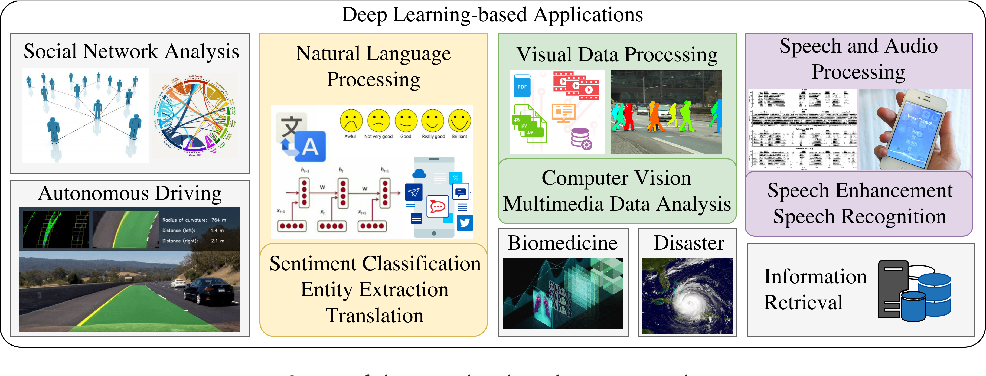 Deep Learning-based Applications
Social Network Analysis
Autonomous Driving
Radius of curvature: 764 m
Distance (left): 1.4 m
Distance (right): 2.1 m
Natural Language
Processing
文
A
Awful
Not very good
Good
Really good
Brilliant
W
W
Sentiment Classification
Entity Extraction
Translation
Visual Data Processing
PDF
Computer Vision
Multimedia Data Analysis
Biomedicine
Disaster
Speech and Audio
Processing
Speech Enhancement
Speech Recognition
Information
Retrieval